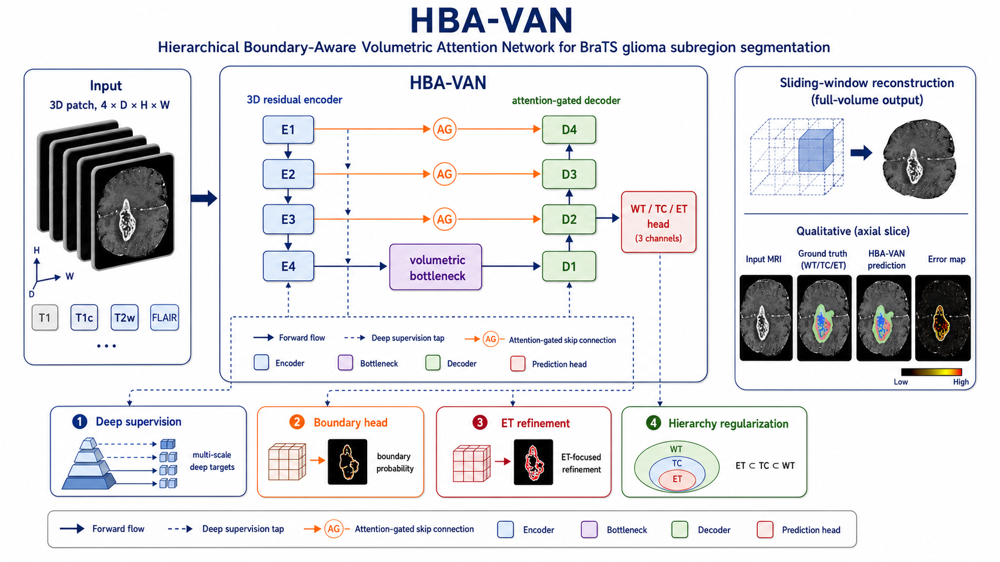 HBA-VAN
Hierarchical Boundary-Aware Volumetric Attention Network for BraTS glioma subregion segmentation
Input
3D patch, 4 × D × H × W
H
W
D
T1
T1c
T2w
FLAIR
...
HBA-VAN
3D residual encoder
attention-gated decoder
E1
AG
D4
E2
AG
D3
E3
AG
D2
E4
volumetric
bottleneck
D1
WT / TC / ET
head
(3 channels)
Forward flow
Deep supervision tap
AG
Attention-gated skip connection
Encoder
Bottleneck
Decoder
Prediction head
Sliding-window reconstruction
(full-volume output)
Qualitative (axial slice)
Input MRI
Ground truth
(WT/TC/ET)
HBA-VAN
prediction
Error map
Low
High
1 Deep supervision
multi-scale
deep targets
2 Boundary head
boundary
probability
3 ET refinement
ET-focused
refinement
4 Hierarchy regularization
WT
TC
ET
ET ⊂ TC ⊂ WT
Forward flow
Deep supervision tap
AG
Attention-gated skip connection
Encoder
Bottleneck
Decoder
Prediction head